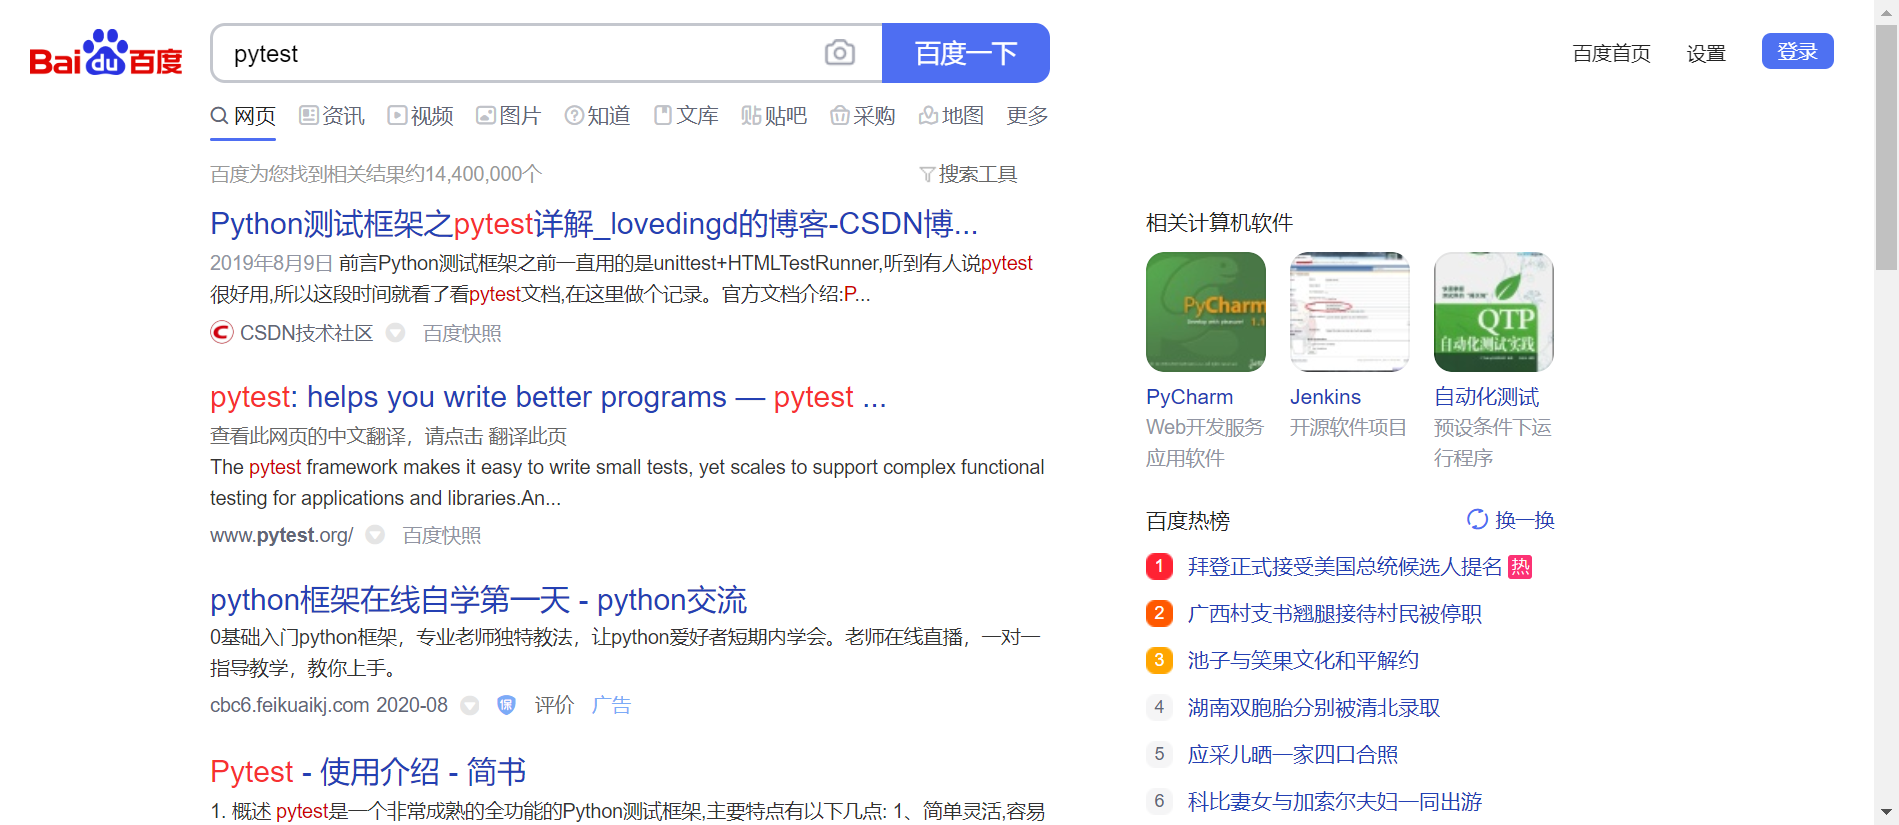 Baidu百度
pytest
百度一下
百度首页 设置 登录
网页 资讯 视频 图片 知道 文库 贴吧 采购 地图 更多
百度为您找到相关结果约14,400,000个
搜索工具
Python测试框架之pytest详解_lovedingd的博客-CSDN博...
2019年8月9日 前言Python测试框架之前一直用的是unittest+HTMLTestRunner,听到有人说pytest
很好用,所以这段时间就看了看pytest文档,在这里做个记录。官方文档介绍:P...
CSDN技术社区 百度快照
pytest: helps you write better programs — pytest ...
查看此网页的中文翻译，请点击 翻译此页
The pytest framework makes it easy to write small tests, yet scales to support complex functional
testing for applications and libraries.An...
www.pytest.org/ 百度快照
python框架在线自学第一天 - python交流
0基础入门python框架，专业老师独特教法，让python爱好者短期内学会。老师在线直播，一对一
指导教学，教你上手。
cbc6.feikuaikj.com 2020-08 保 评价 广告
Pytest - 使用介绍 - 简书
1. 概述 pytest是一个非常成熟的全功能的Python测试框架,主要特点有以下几点: 1、简单灵活,容易
相关计算机软件
PyCharm
QTP
自动化测试实践
PyCharm
Web开发服务
应用软件
Jenkins
开源软件项目
自动化测试
预设条件下运
行程序
百度热榜
换一换
1 拜登正式接受美国总统候选人提名 热
2 广西村支书翘腿接待村民被停职
3 池子与笑果文化和平解约
4 湖南双胞胎分别被清北录取
5 应采儿晒一家四口合照
6 科比妻女与加索尔夫妇一同出游